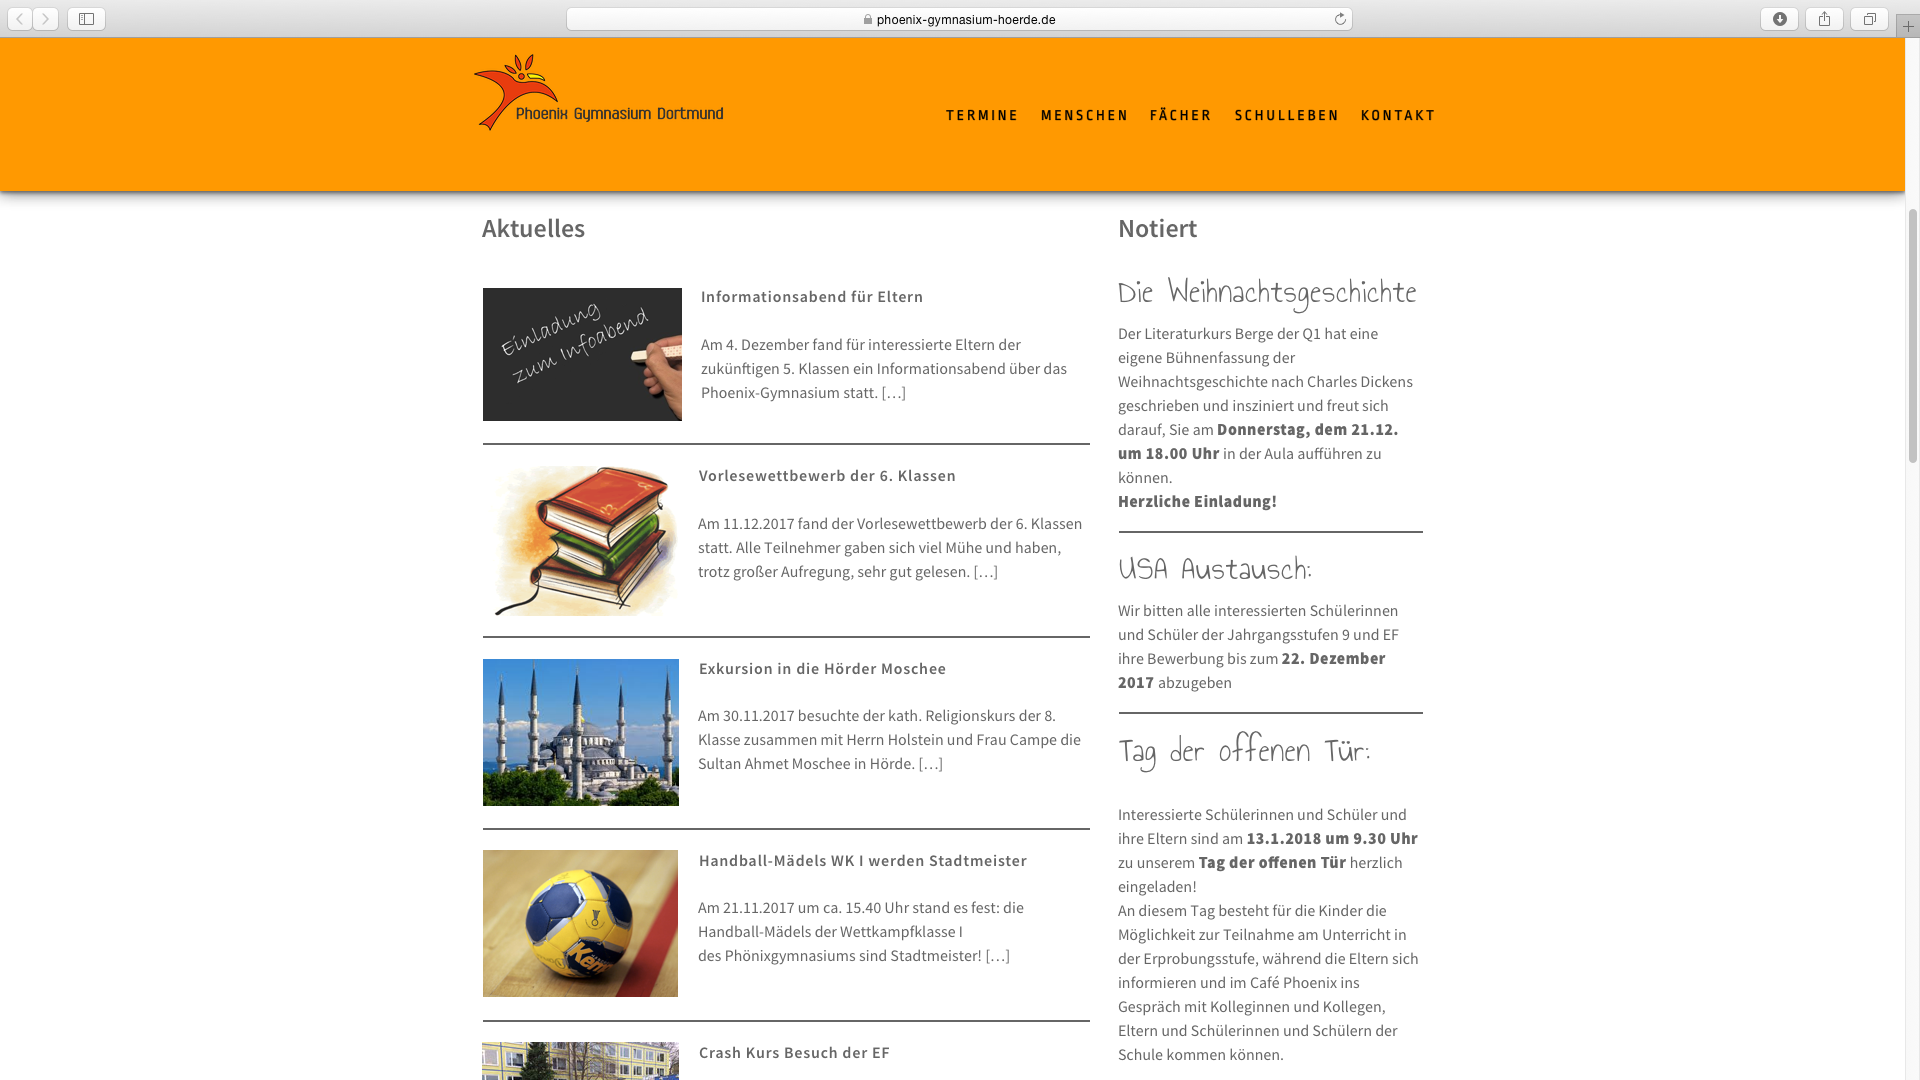 phoenix-gymnasium-hoerde.de
Phoenix Gymnasium Dortmund
TERMINE MENSCHEN FÄCHER SCHULLEBEN KONTAKT
Aktuelles
Einladung
zum Infoabend
Informationsabend für Eltern
Am 4. Dezember fand für interessierte Eltern der
zukünftigen 5. Klassen ein Informationsabend über das
Phoenix-Gymnasium statt. […]
Vorlesewettbewerb der 6. Klassen
Am 11.12.2017 fand der Vorlesewettbewerb der 6. Klassen
statt. Alle Teilnehmer gaben sich viel Mühe und haben,
trotz großer Aufregung, sehr gut gelesen. […]
Exkursion in die Hörder Moschee
Am 30.11.2017 besuchte der kath. Religionskurs der 8.
Klasse zusammen mit Herrn Holstein und Frau Campe die
Sultan Ahmet Moschee in Hörde. […]
Handball-Mädels WK I werden Stadtmeister
Am 21.11.2017 um ca. 15.40 Uhr stand es fest: die
Handball-Mädels der Wettkampfklasse I
des Phönixgymnasiums sind Stadtmeister! […]
Kempa
Crash Kurs Besuch der EF
Notiert
Die Weihnachtsgeschichte
Der Literaturkurs Berge der Q1 hat eine
eigene Bühnenfassung der
Weihnachtsgeschichte nach Charles Dickens
geschrieben und insziniert und freut sich
darauf, Sie am Donnerstag, dem 21.12.
um 18.00 Uhr in der Aula aufführen zu
können.
Herzliche Einladung!
USA Austausch:
Wir bitten alle interessierten Schülerinnen
und Schüler der Jahrgangsstufen 9 und EF
ihre Bewerbung bis zum 22. Dezember
2017 abzugeben
Tag der offenen Tür:
Interessierte Schülerinnen und Schüler und
ihre Eltern sind am 13.1.2018 um 9.30 Uhr
zu unserem Tag der offenen Tür herzlich
eingeladen!
An diesem Tag besteht für die Kinder die
Möglichkeit zur Teilnahme am Unterricht in
der Erprobungsstufe, während die Eltern sich
informieren und im Café Phoenix ins
Gespräch mit Kolleginnen und Kollegen,
Eltern und Schülerinnen und Schülern der
Schule kommen können.